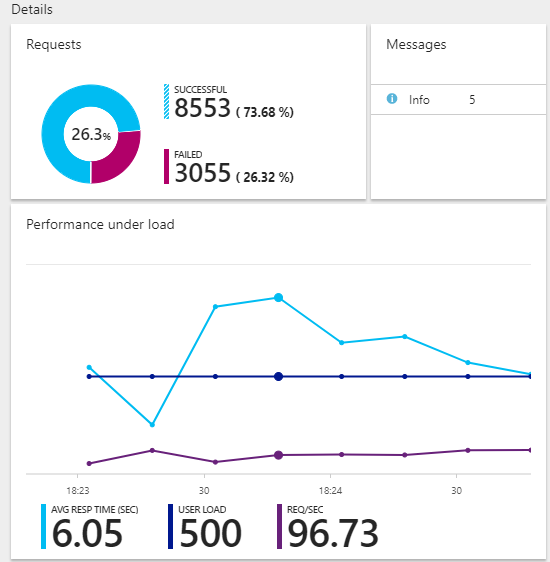 Details
Requests
26.3%
SUCCESSFUL
8553 ( 73.68 %)
FAILED
3055 ( 26.32 %)
Messages
Info 5
Performance under load
18:23 30 18:24 30
AVG RESP TIME (SEC)
6.05
USER LOAD
500
REQ/SEC
96.73